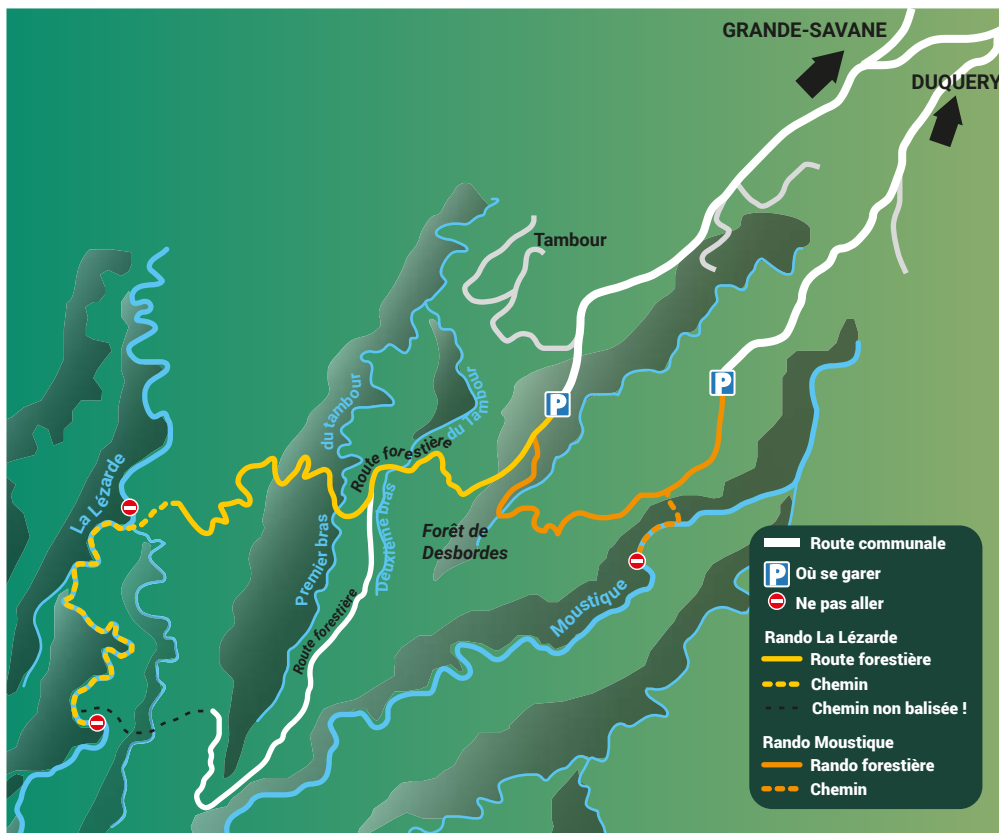 GRANDE-SAVANE
DUQUERY
Tambour
P
P
du tambour
du Tambour
Route forestière
La Lézarde
Premier bras
Deuxième bras
Forêt de
Desbordes
Route forestière
Moustique
Route communale
P Où se garer
Ne pas aller
Rando La Lézarde
Route forestière
Chemin
Chemin non balisée !
Rando Moustique
Rando forestière
Chemin